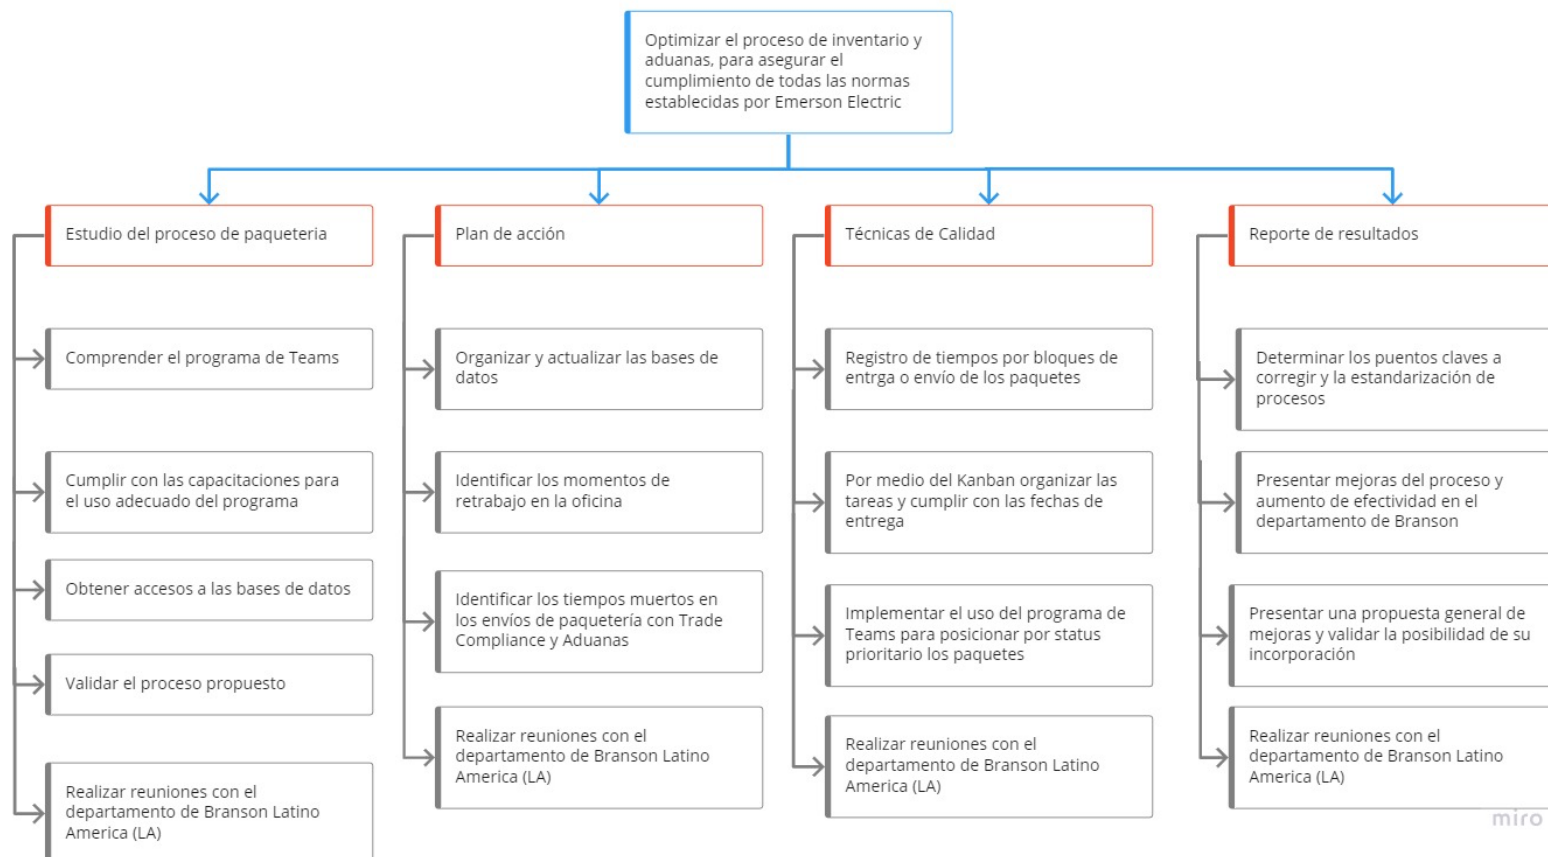 Optimizar el proceso de inventario y
aduanas, para asegurar el
cumplimiento de todas las normas
establecidas por Emerson Electric
Estudio del proceso de paqueteria
Comprender el programa de Teams
Cumplir con las capacitaciones para
el uso adecuado del programa
Obtener accesos a las bases de datos
Validar el proceso propuesto
Realizar reuniones con el
departamento de Branson Latino
America (LA)
Plan de acción
Organizar y actualizar las bases de
datos
Identificar los momentos de
retrabajo en la oficina
Identificar los tiempos muertos en
los envíos de paquetería con Trade
Compliance y Aduanas
Realizar reuniones con el
departamento de Branson Latino
America (LA)
Técnicas de Calidad
Registro de tiempos por bloques de
entrga o envío de los paquetes
Por medio del Kanban organizar las
tareas y cumplir con las fechas de
entrega
Implementar el uso del programa de
Teams para posicionar por status
prioritario los paquetes
Realizar reuniones con el
departamento de Branson Latino
America (LA)
Reporte de resultados
Determinar los puentos claves a
corregir y la estandarización de
procesos
Presentar mejoras del proceso y
aumento de efectividad en el
departamento de Branson
Presentar una propuesta general de
mejoras y validar la posibilidad de su
incorporación
Realizar reuniones con el
departamento de Branson Latino
America (LA)
miro